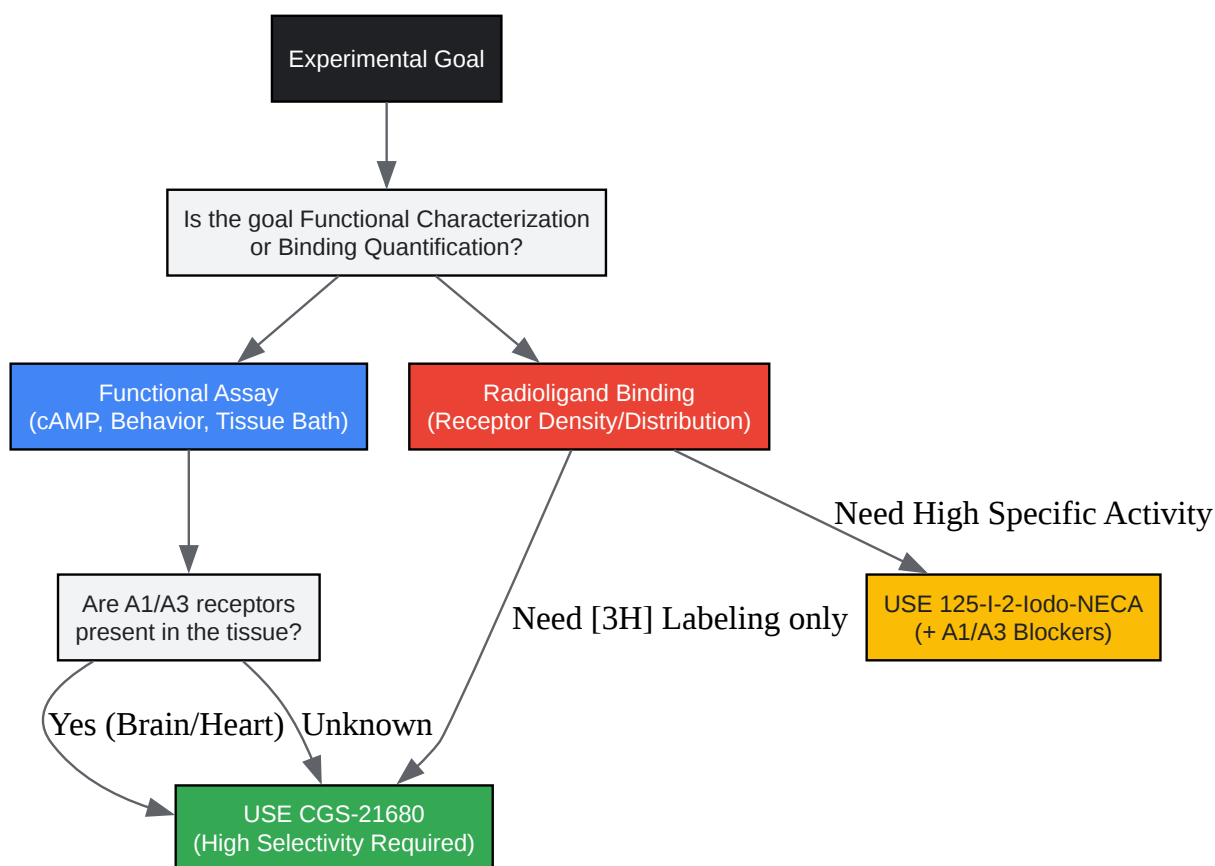 Experimental Goal
Is the goal Functional Characterization
or Binding Quantification?
Functional Assay
(cAMP, Behavior, Tissue Bath)
Radioligand Binding
(Receptor Density/Distribution)
Need High Specific Activity
Are A1/A3 receptors
present in the tissue?
Need [3H] Labeling only
USE 125-I-2-Iodo-NECA
(+ A1/A3 Blockers)
Yes (Brain/Heart)
Unknown
USE CGS-21680
(High Selectivity Required)